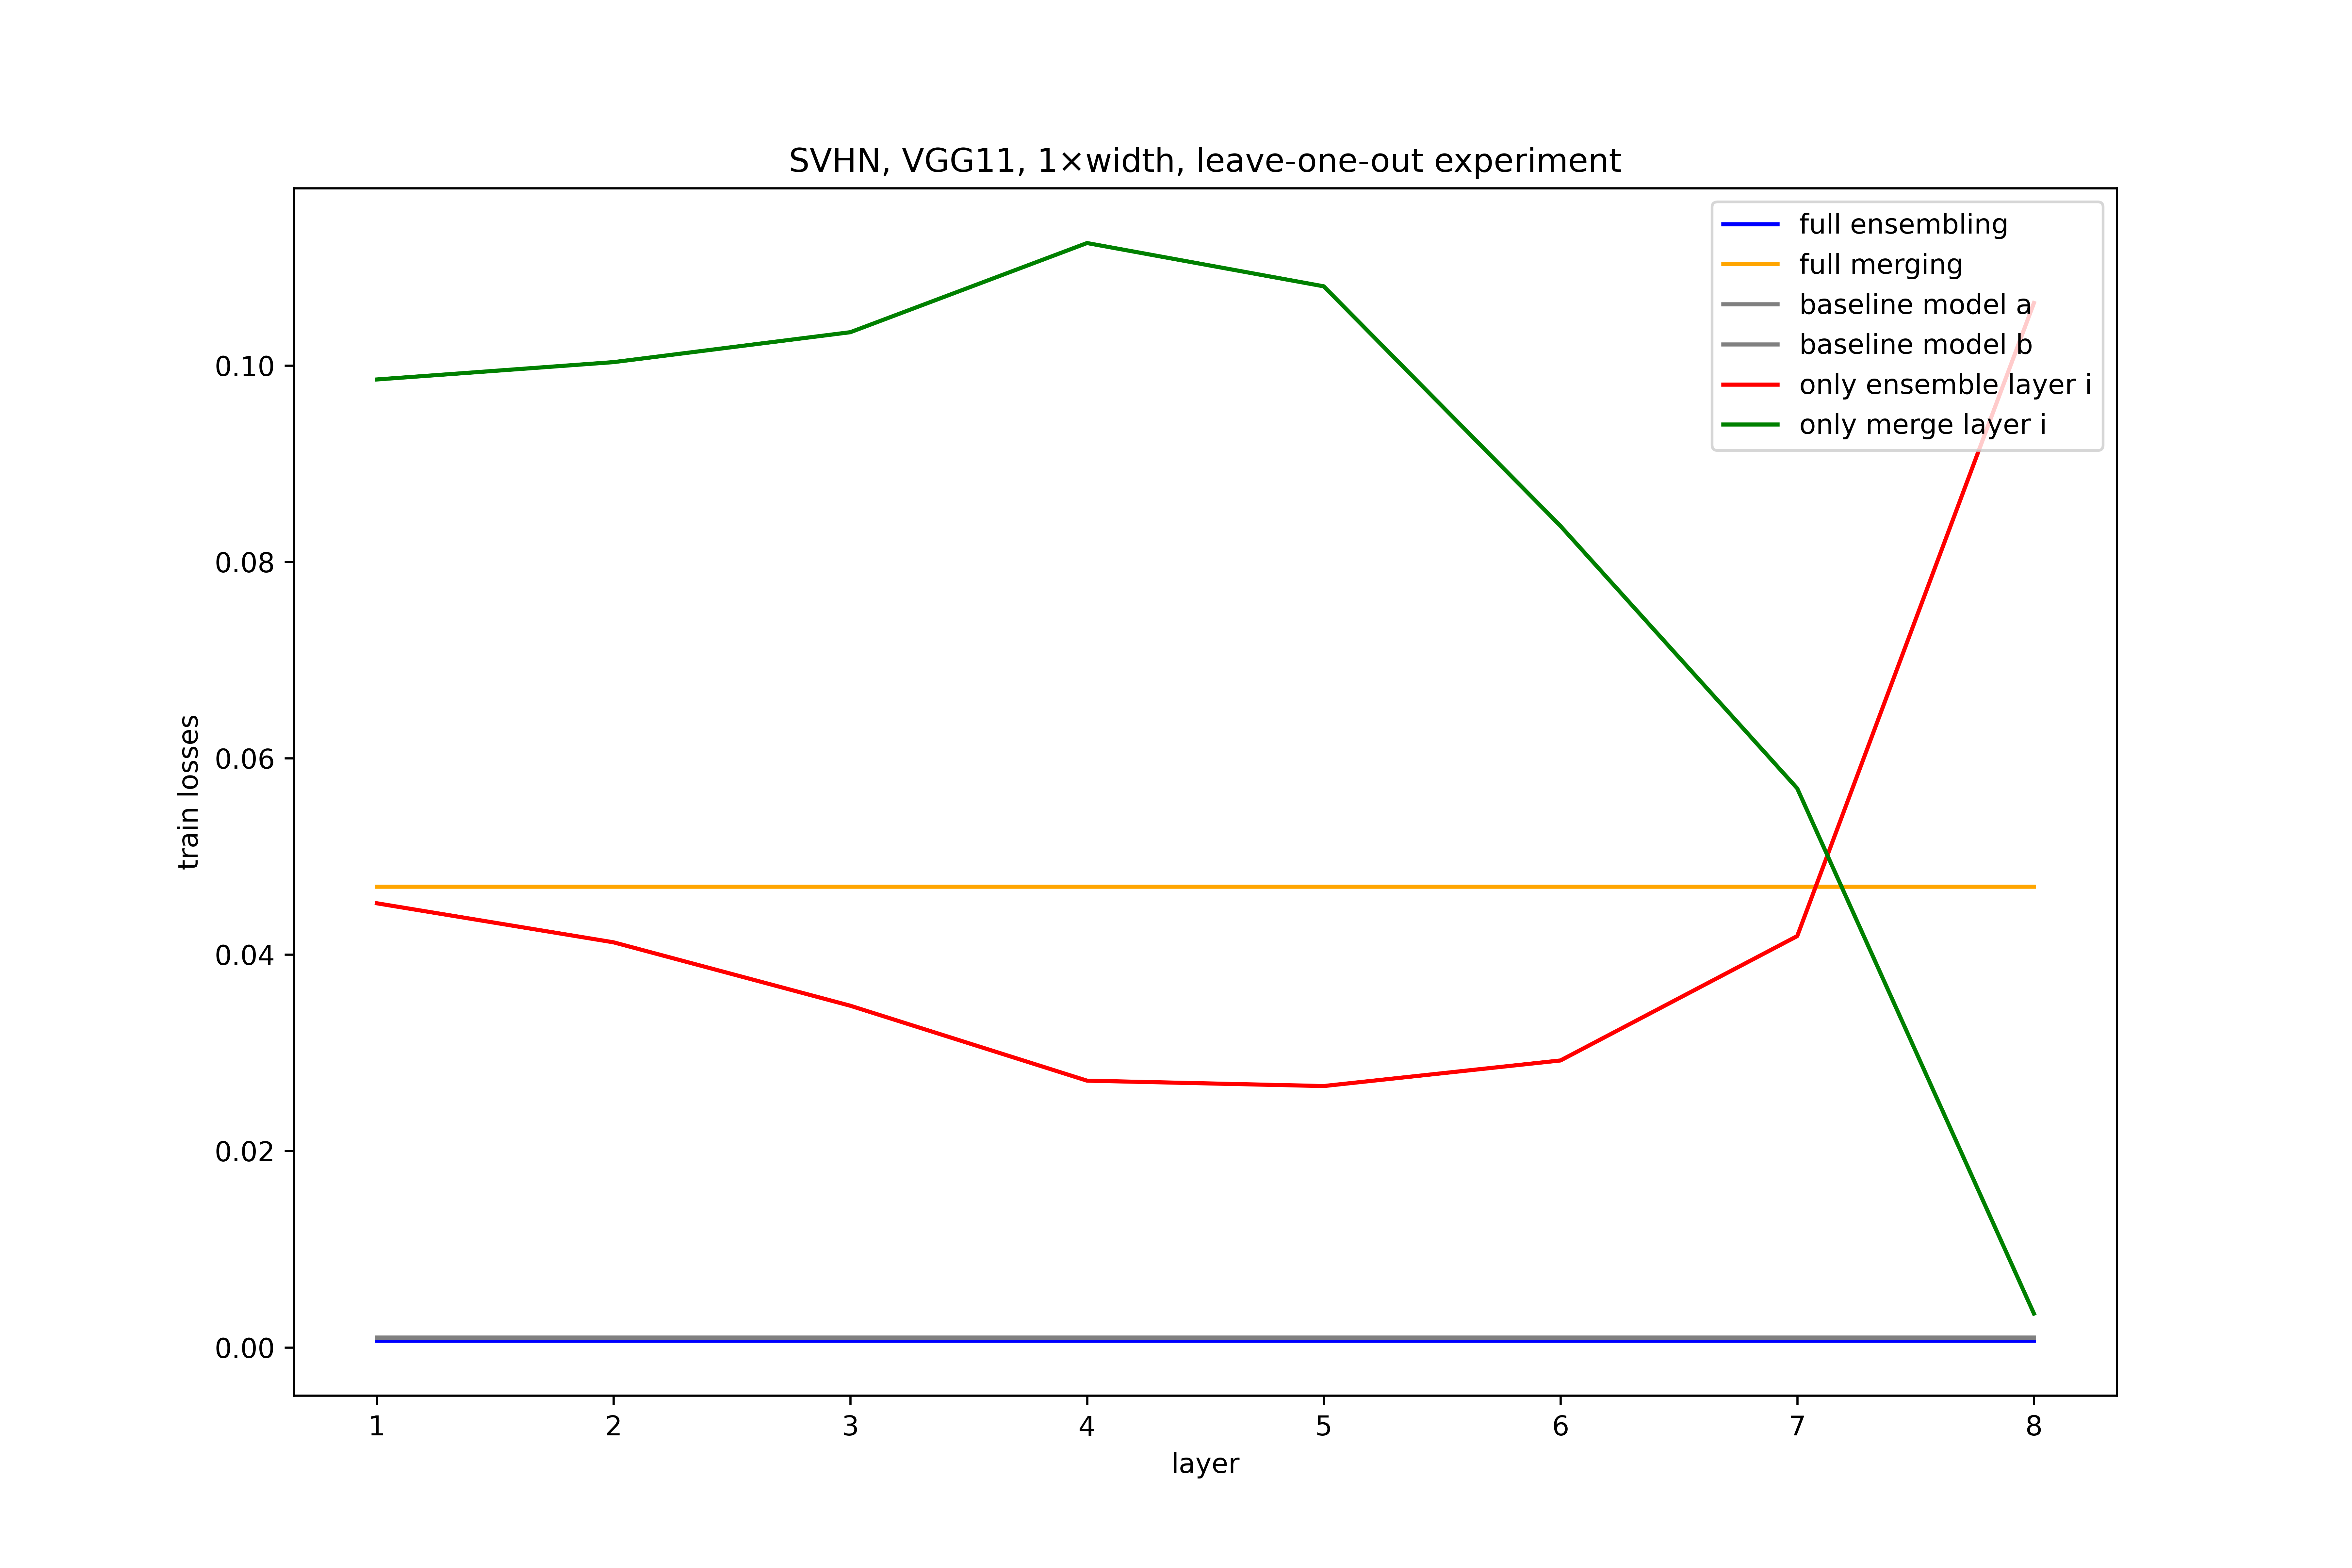 SVHN, VGG11, 1×width, leave-one-out experiment
full ensembling
full merging
baseline model a
baseline model b
only ensemble layer i
only merge layer i
train losses
0.10
0.08
0.06
0.04
0.02
0.00
1 2 3 4 5 6 7 8
layer